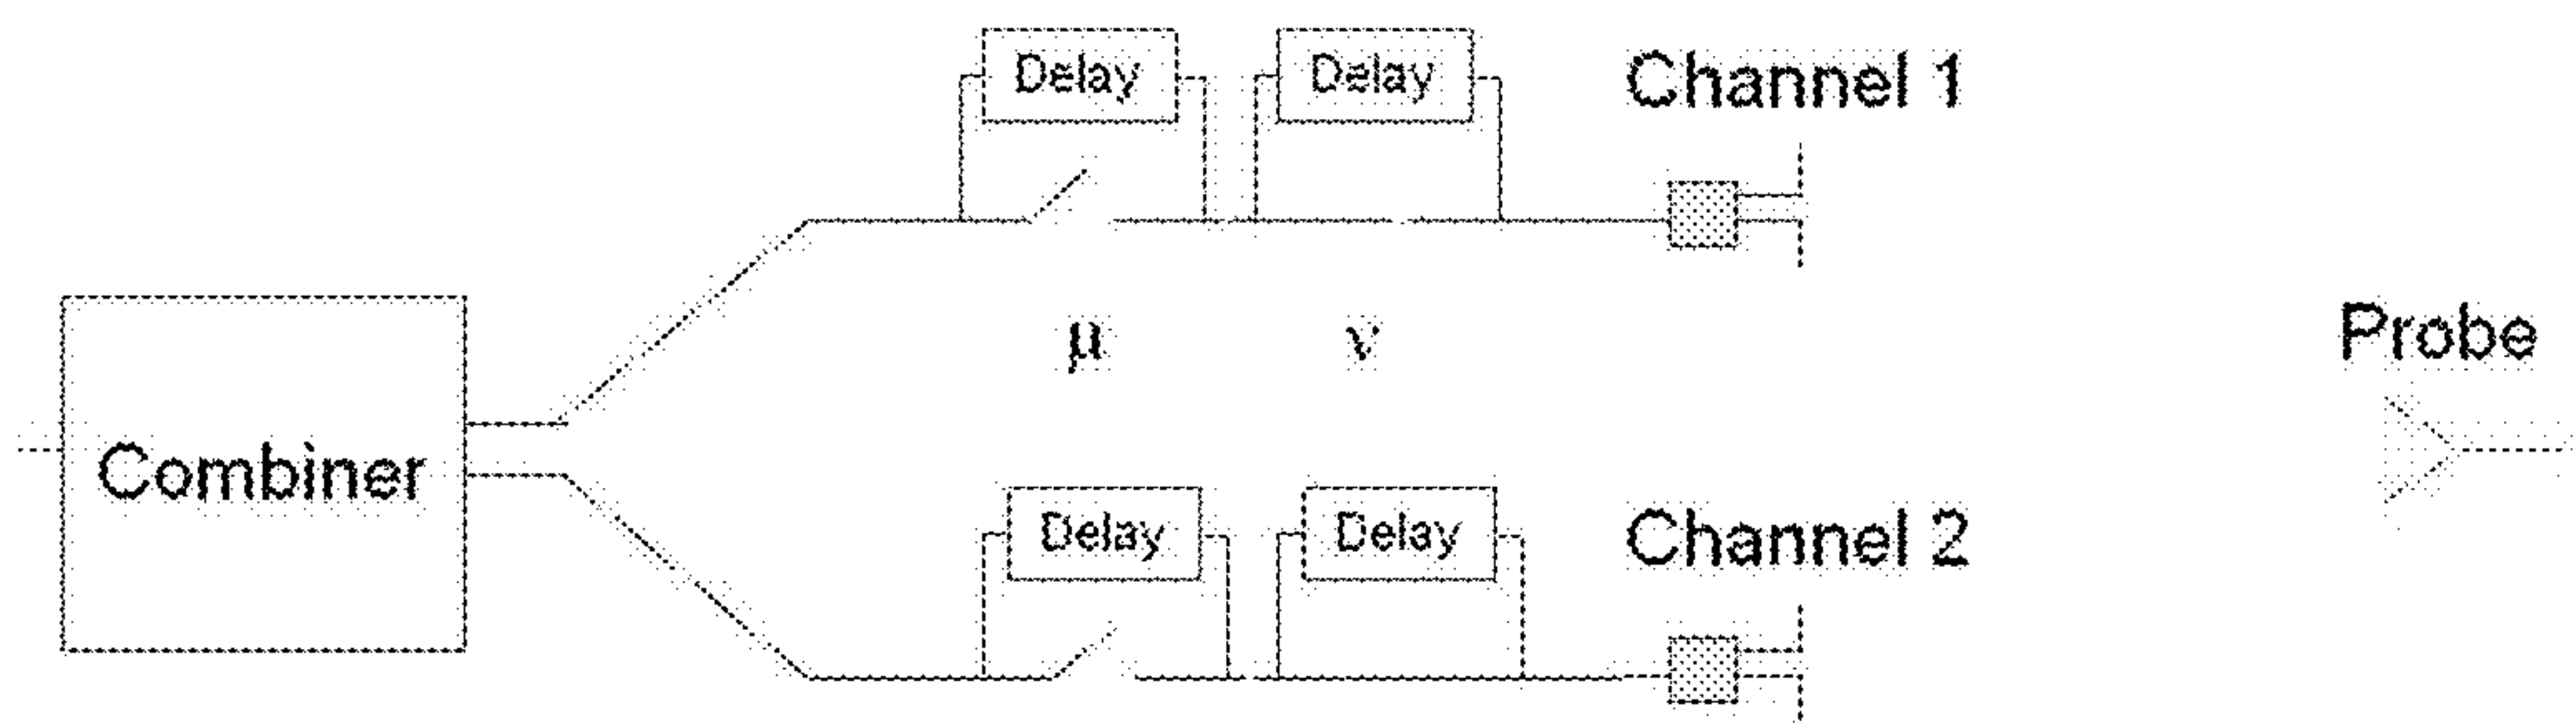 Delay Delay Channel 1
μ ν Probe
Combiner
Delay Delay Channel 2